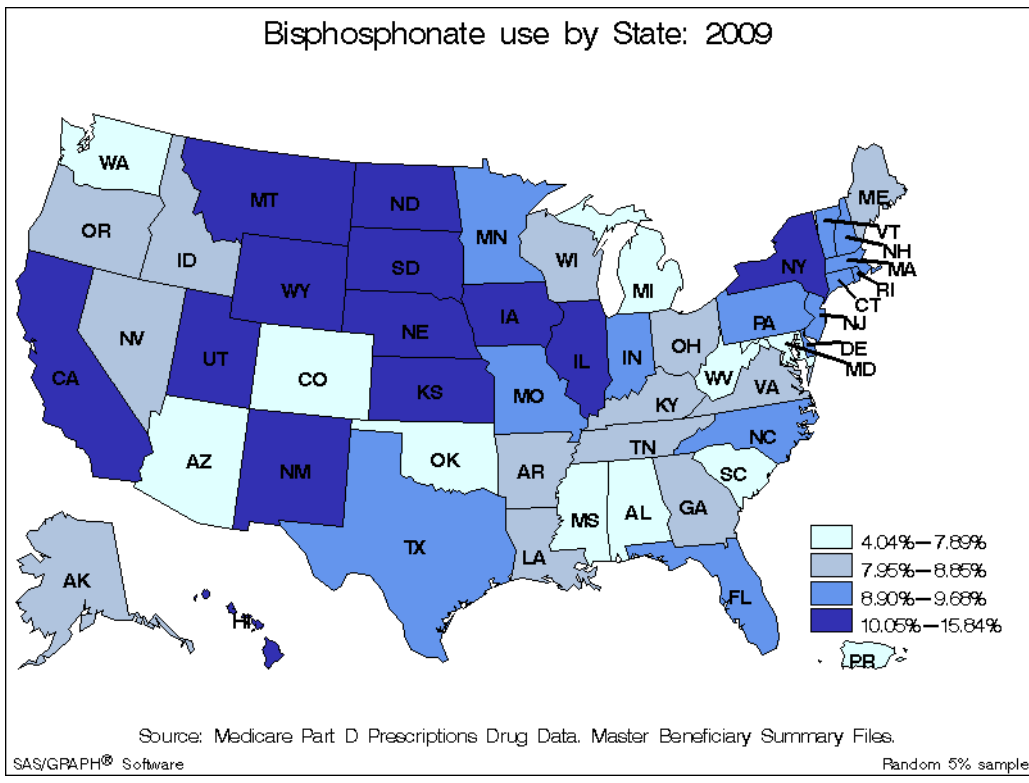 Bisphosphonate use by State: 2009
WA
MT
ND
MN
ME
VT
NH
MA
RI
CT
OR
ID
WY
SD
WI
MI
NY
NV
UT
NE
IA
PA
NJ
DE
MD
CA
CO
KS
IL
IN
OH
WV
VA
MO
KY
AZ
NM
OK
AR
TN
NC
SC
MS
AL
GA
TX
LA
FL
AK
HI
PR
4.04%–7.89%
7.95%–8.85%
8.90%–9.68%
10.05%–15.84%
Source: Medicare Part D Prescriptions Drug Data. Master Beneficiary Summary Files.
SAS/GRAPH® Software
Random 5% sample